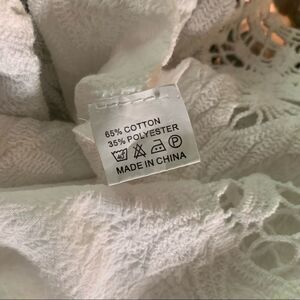 65% COTTON
35% POLYESTER
P
MADE IN CHINA